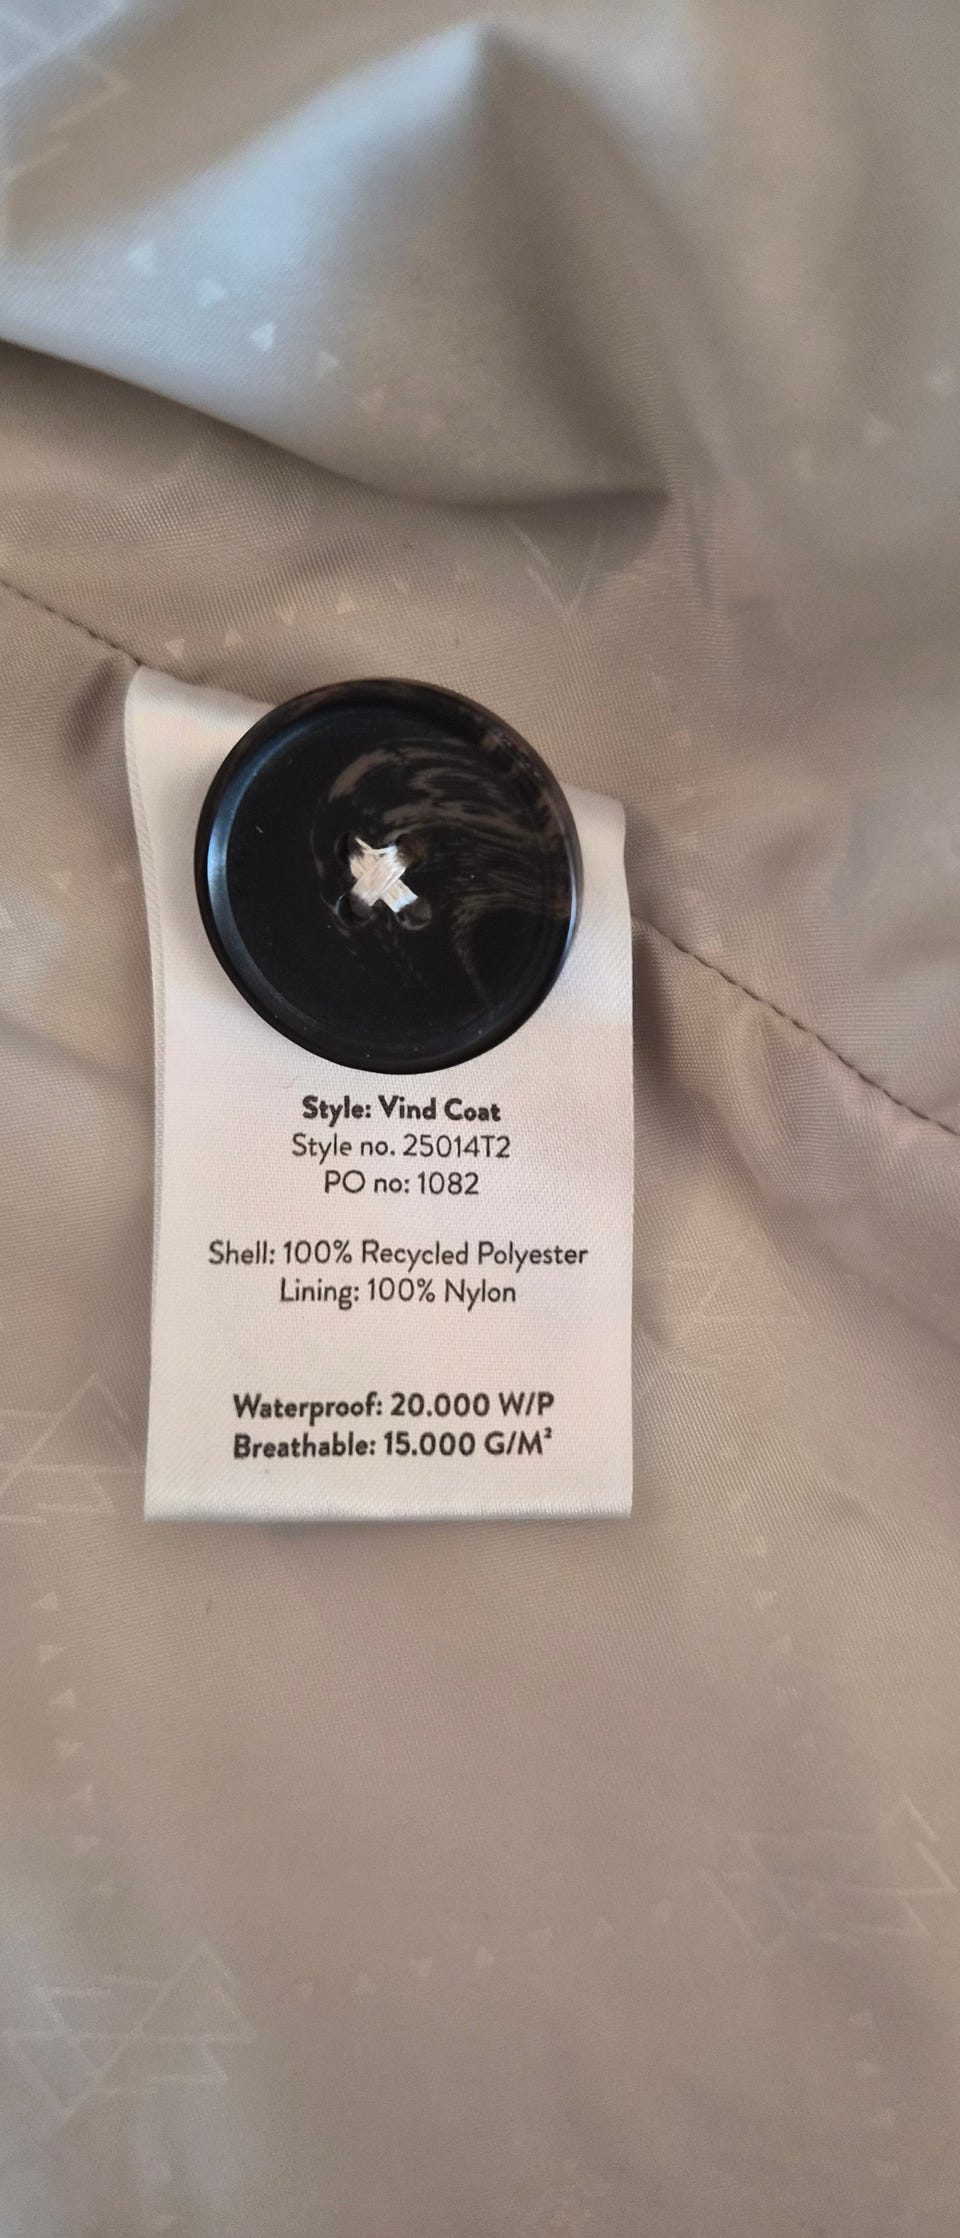 Style: Vind Coat
Style no. 25014T2
PO no: 1082
Shell: 100% Recycled Polyester
Lining: 100% Nylon
Waterproof: 20.000 W/P
Breathable: 15.000 G/M²